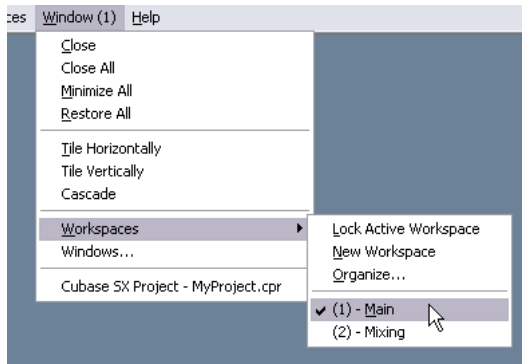 ces Window (1) Help
Close
Close All
Minimize All
Restore All
Tile Horizontally
Tile Vertically
Cascade
Workspaces
Windows...
Cubase SX Project - MyProject.cpr
Lock Active Workspace
New Workspace
Organize...
(1) - Main
(2) - Mixing